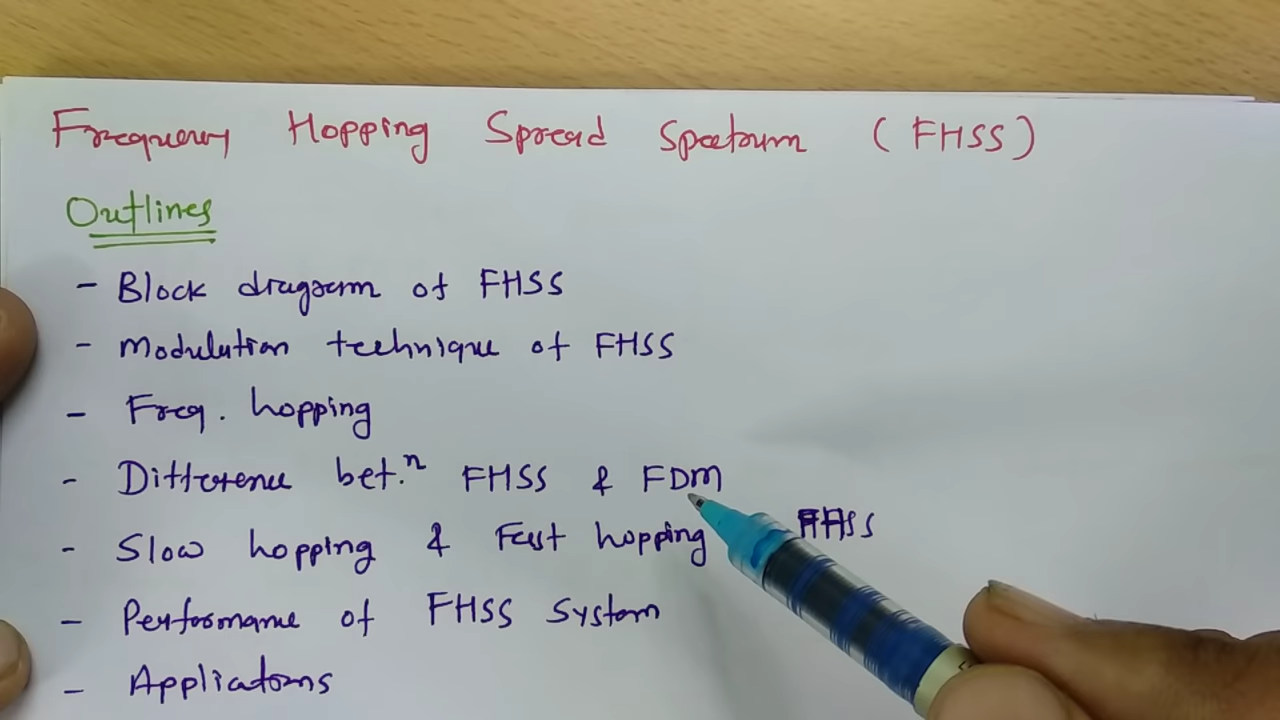 Frequency Hopping Spread Spectrum (FHSS)
Outlines
- Block diagram of FHSS
- Modulation technique of FHSS
- Freq. hopping
- Difference bet.n FHSS & FDM
- Slow hopping & Fast hopping FHSS
- Performance of FHSS System
- Applications